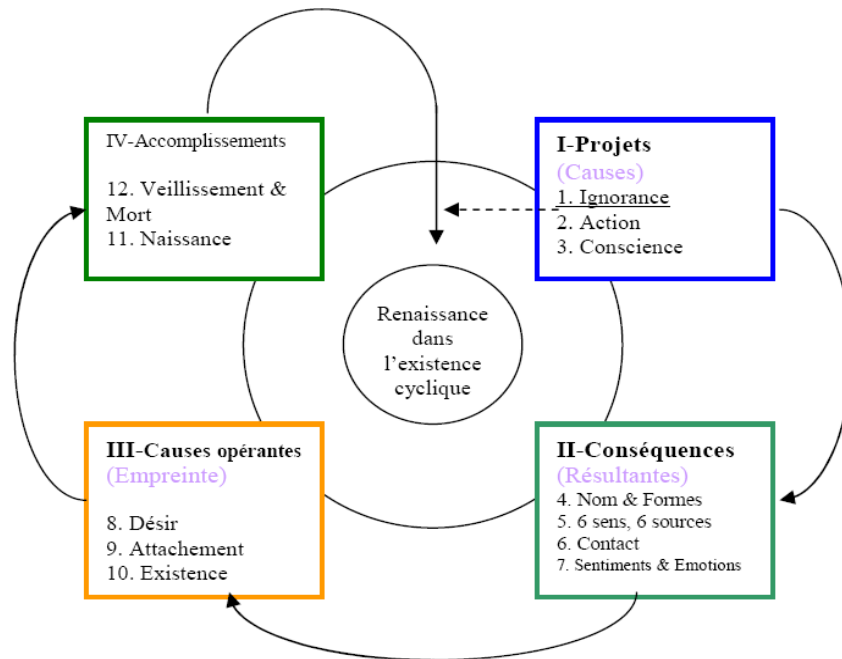 IV-Accomplissements
12. Veillissement &
Mort
11. Naissance
I-Projets
(Causes)
1. Ignorance
2. Action
3. Conscience
Renaissance
dans
l’existence
cyclique
III-Causes opérantes
(Empreinte)
8. Désir
9. Attachement
10. Existence
II-Conséquences
(Résultantes)
4. Nom & Formes
5. 6 sens, 6 sources
6. Contact
7. Sentiments & Emotions